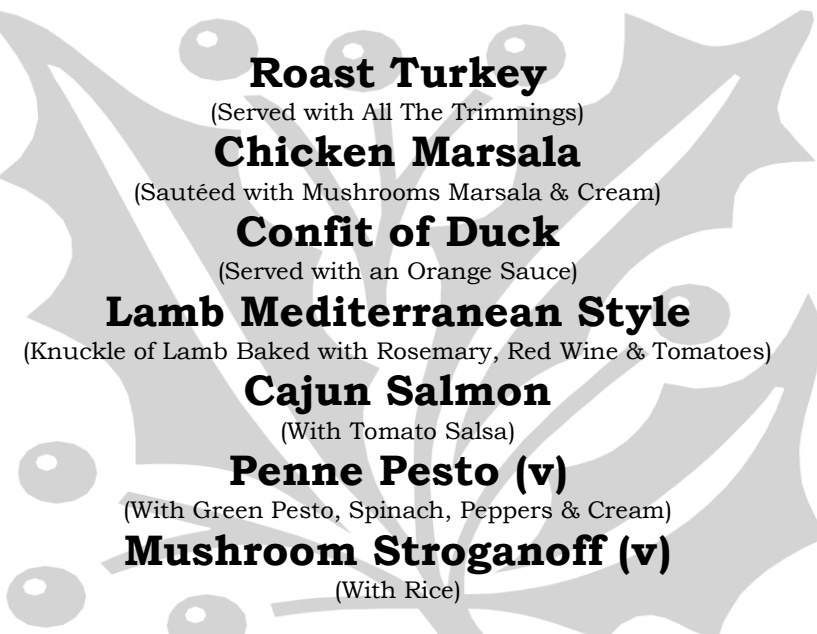 Roast Turkey
(Served with All The Trimmings)
Chicken Marsala
(Sautéed with Mushrooms Marsala & Cream)
Confit of Duck
(Served with an Orange Sauce)
Lamb Mediterranean Style
(Knuckle of Lamb Baked with Rosemary, Red Wine & Tomatoes)
Cajun Salmon
(With Tomato Salsa)
Penne Pesto (v)
(With Green Pesto, Spinach, Peppers & Cream)
Mushroom Stroganoff (v)
(With Rice)